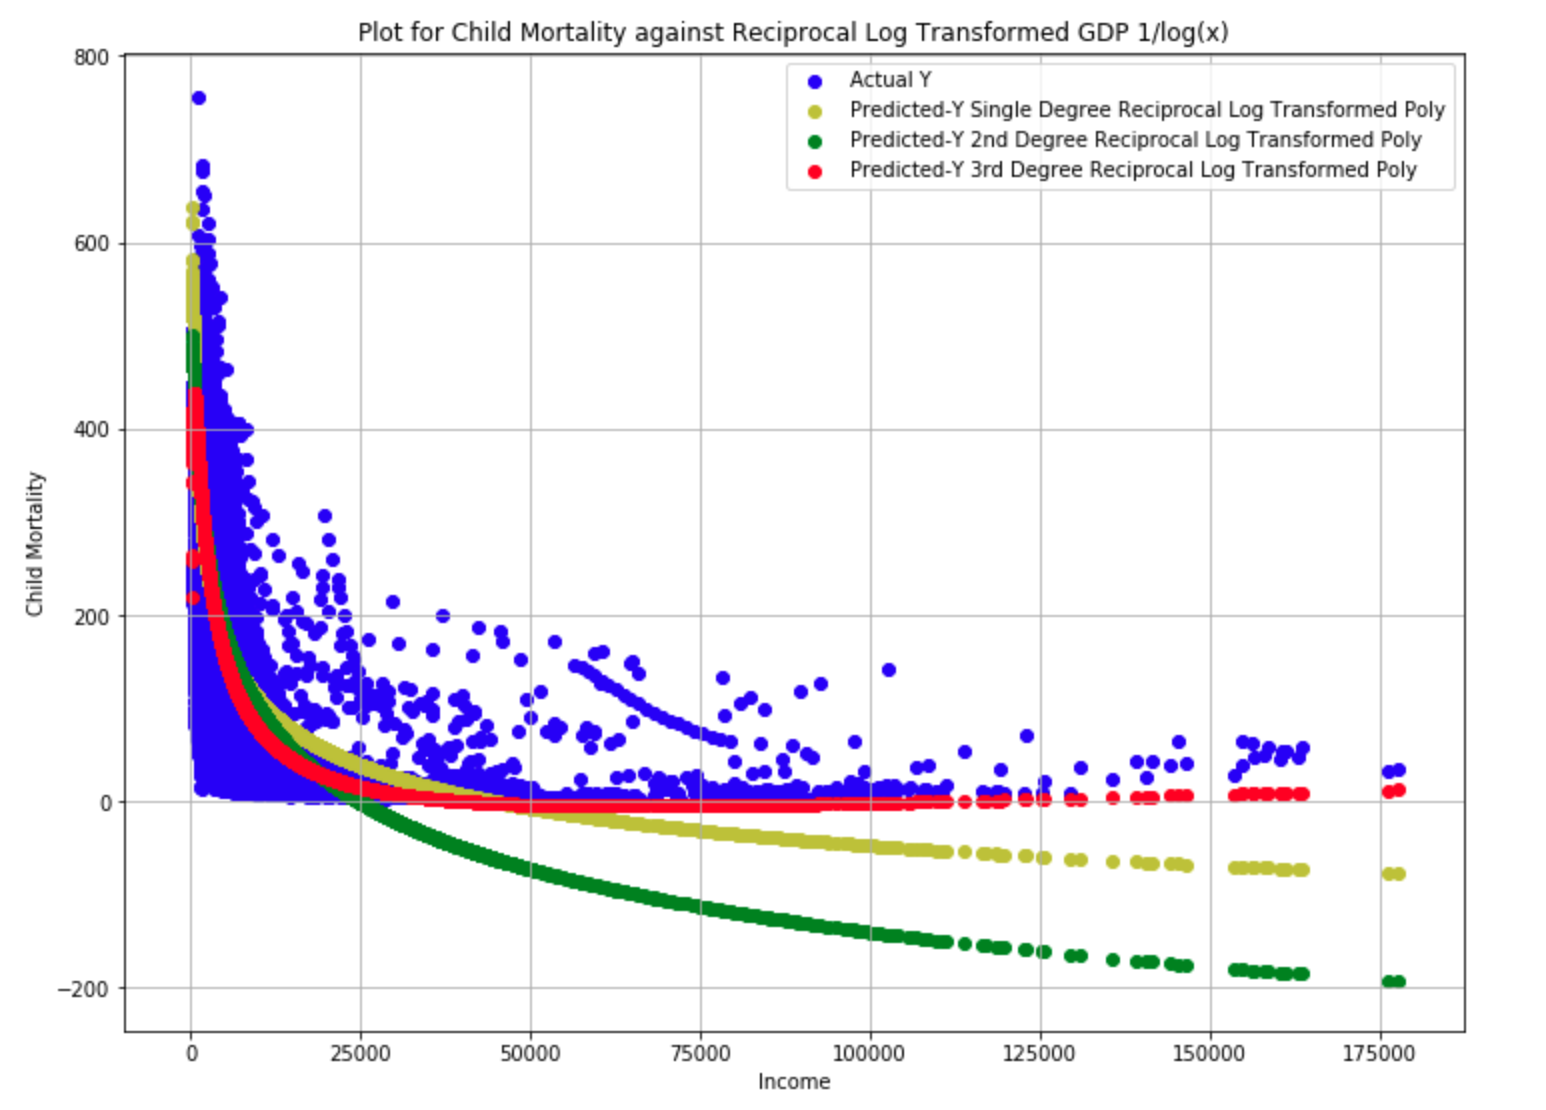 Plot for Child Mortality against Reciprocal Log Transformed GDP 1/log(x)
Actual Y
Predicted-Y Single Degree Reciprocal Log Transformed Poly
Predicted-Y 2nd Degree Reciprocal Log Transformed Poly
Predicted-Y 3rd Degree Reciprocal Log Transformed Poly
800
600
400
200
0
−200
Child Mortality
0 25000 50000 75000 100000 125000 150000 175000
Income